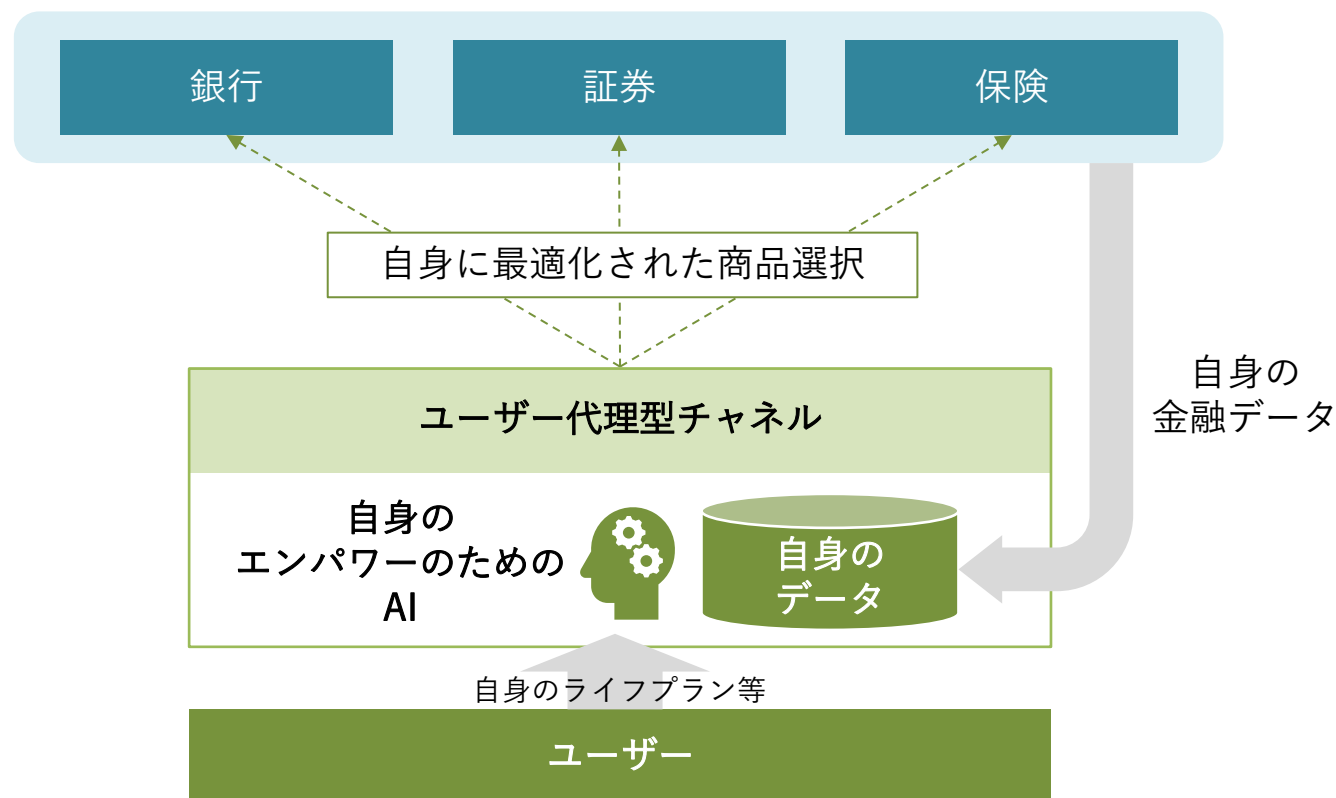 銀行
証券
保険
自身に最適化された商品選択
自身の
金融データ
ユーザー代理型チャネル
自身の
エンパワーのための
AI
自身の
データ
自身のライフプラン等
ユーザー